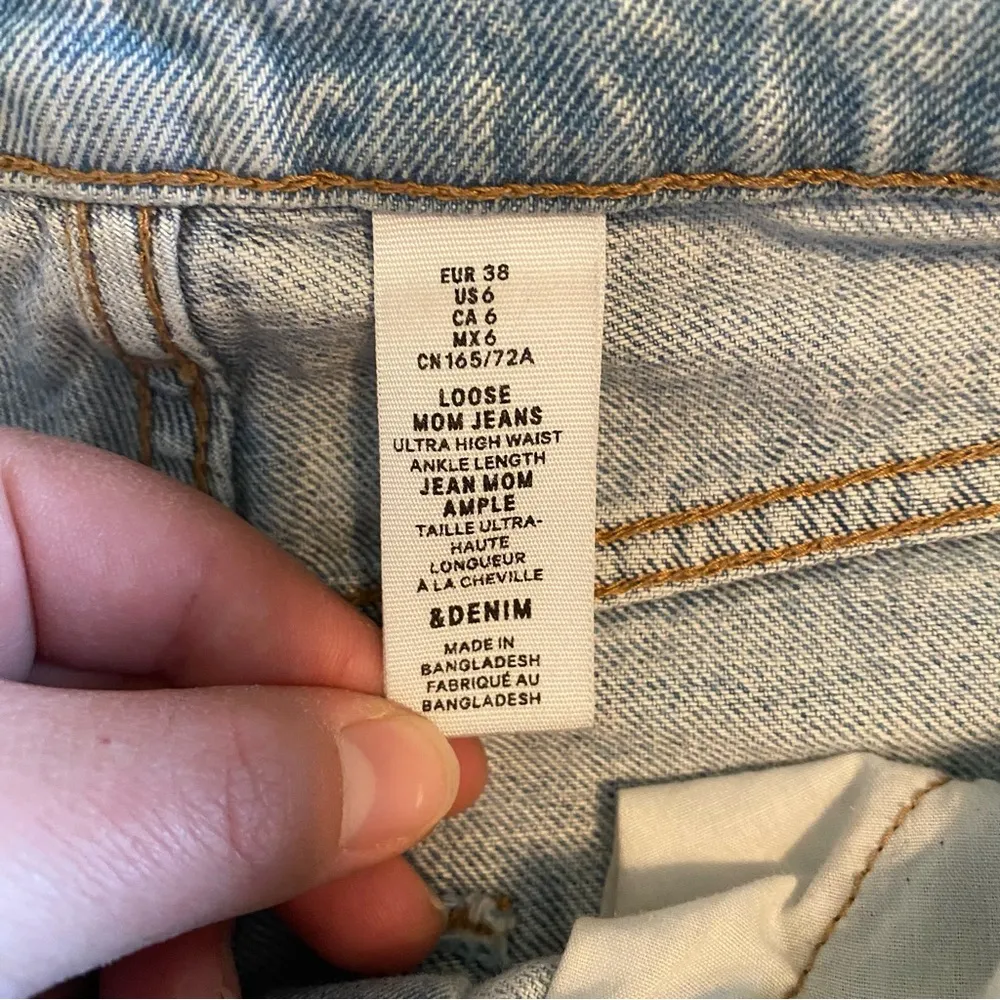 EUR 38
US 6
CA 6
MX 6
CN 165/72A
LOOSE
MOM JEANS
ULTRA HIGH WAIST
ANKLE LENGTH
JEAN MOM
AMPLE
TAILLE ULTRA-
HAUTE
LONGUEUR
À LA CHEVILLE
&DENIM
MADE IN
BANGLADESH
FABRIQUÉ AU
BANGLADESH